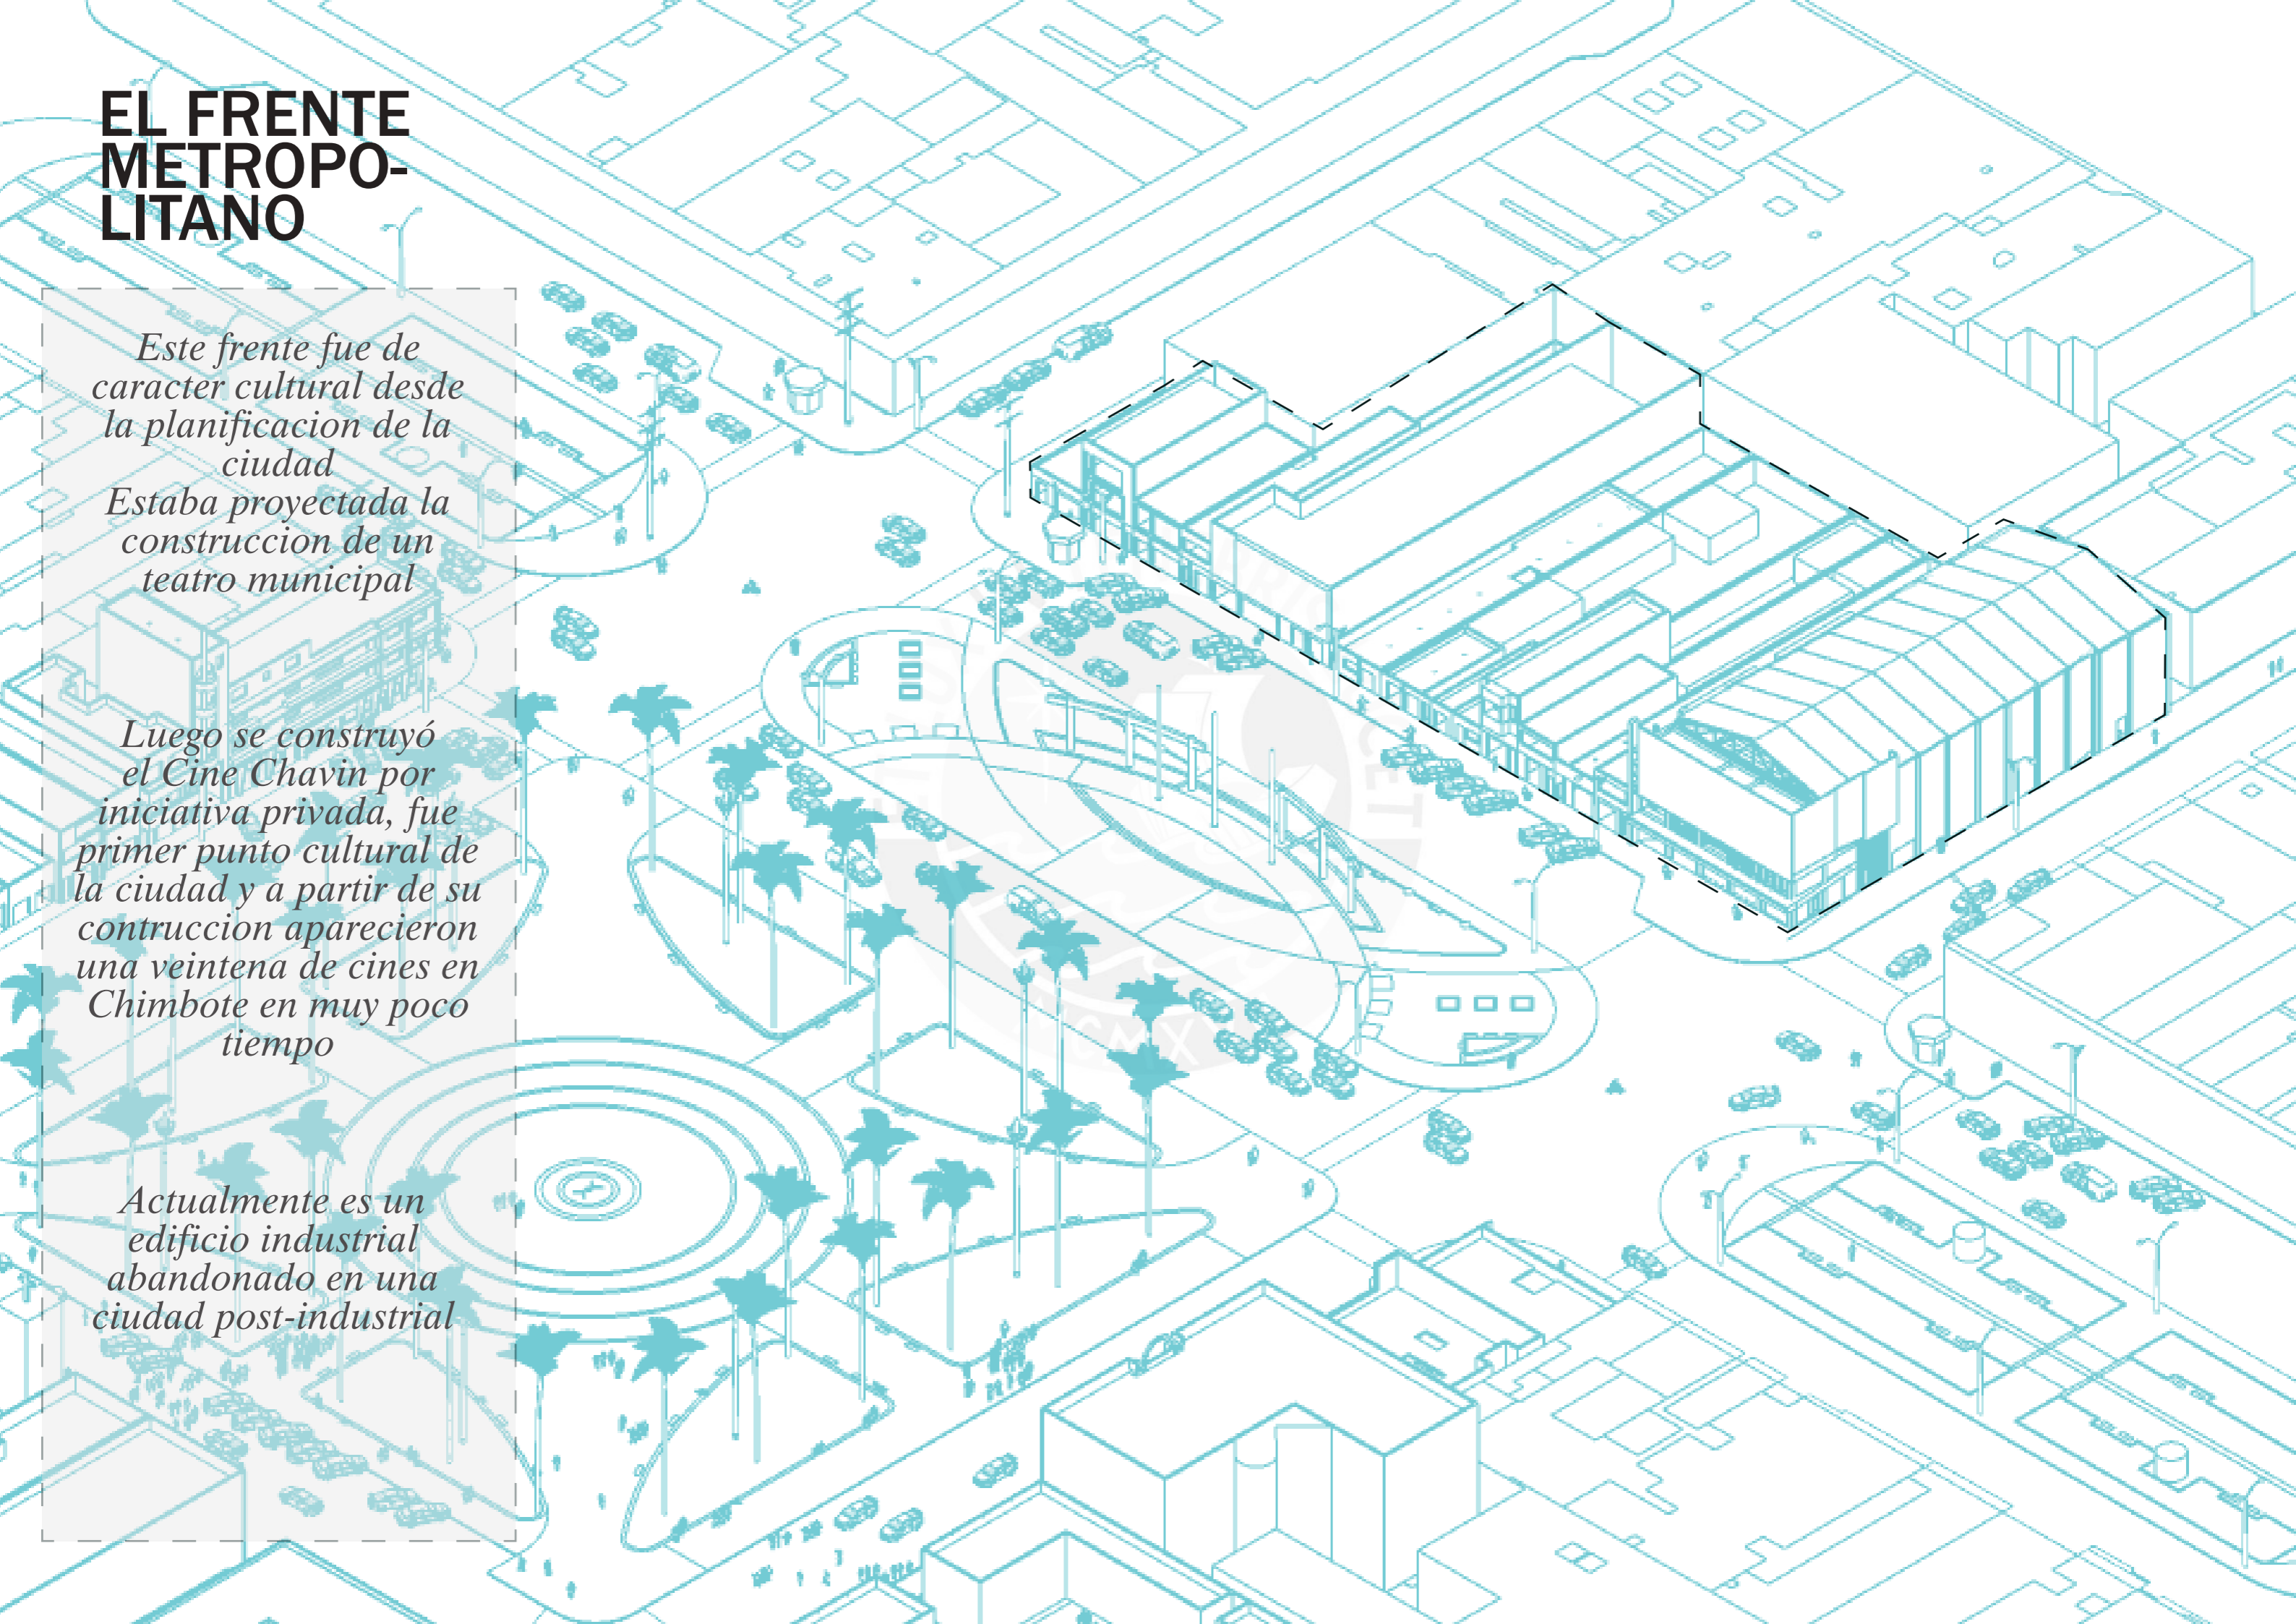 EL FRENTE
METROPO-
LITANO
Este frente fue de
caracter cultural desde
la planificacion de la
ciudad
Estaba proyectada la
construccion de un
teatro municipal
Luego se construyó
el Cine Chavin por
iniciativa privada, fue
primer punto cultural de
la ciudad y a partir de su
contruccion aparecieron
una veintena de cines en
Chimbote en muy poco
tiempo
Actualmente es un
edificio industrial
abandonado en una
ciudad post-industrial